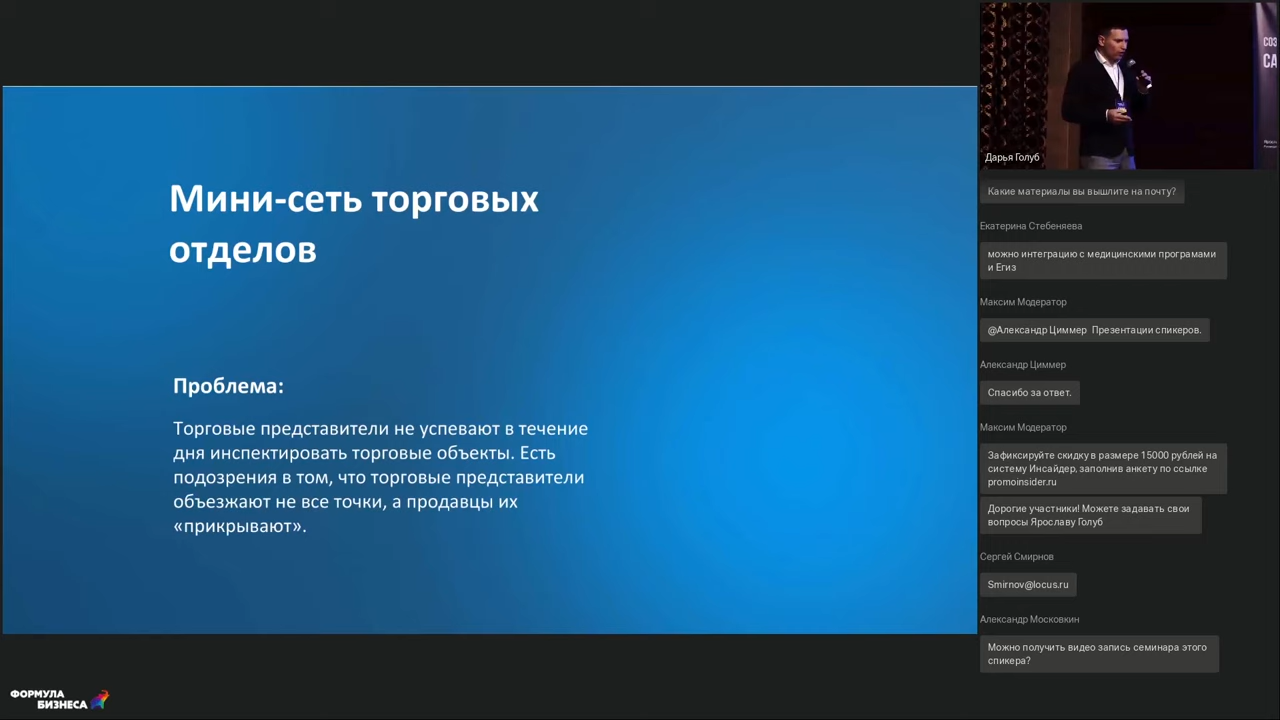 Мини-сеть торговых
отделов
Проблема:
Торговые представители не успевают в течение
дня инспектировать торговые объекты. Есть
подозрения в том, что торговые представители
объезжают не все точки, а продавцы их
«прикрывают».
ФОРМУЛА
БИЗНЕСА
СОЗ
СА
Дарья Голуб
Какие материалы вы вышлите на почту?
Екатерина Стебеняева
можно интеграцию с медицинскими програмами
и Егиз
Максим Модератор
@Александр Циммер Презентации спикеров.
Александр Циммер
Спасибо за ответ.
Максим Модератор
Зафиксируйте скидку в размере 15000 рублей на
систему Инсайдер, заполнив анкету по ссылке
promoinsider.ru
Дорогие участники! Можете задавать свои
вопросы Ярославу Голуб
Сергей Смирнов
Smirnov@locus.ru
Александр Московкин
Можно получить видео запись семинара этого
спикера?